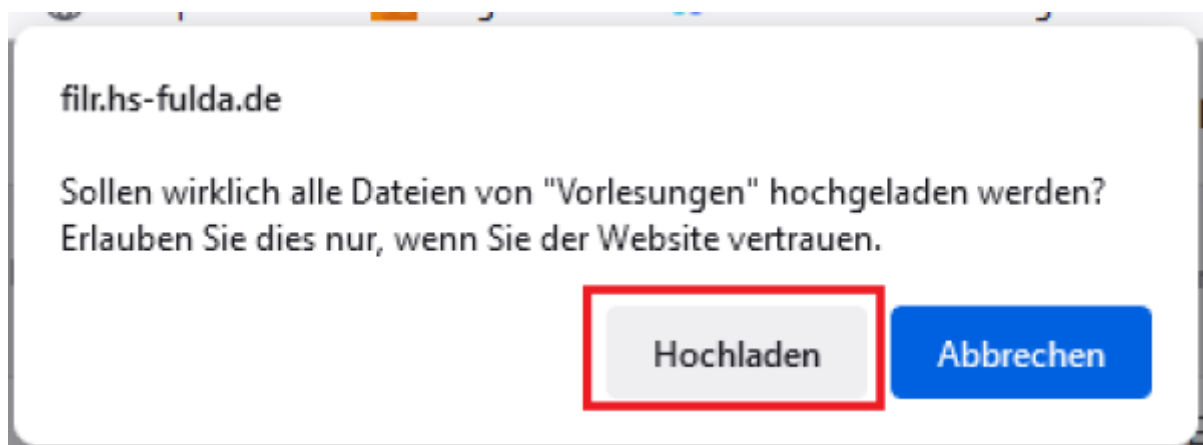 filr.hs-fulda.de
Sollen wirklich alle Dateien von "Vorlesungen" hochgeladen werden?
Erlauben Sie dies nur, wenn Sie der Website vertrauen.
Hochladen
Abbrechen